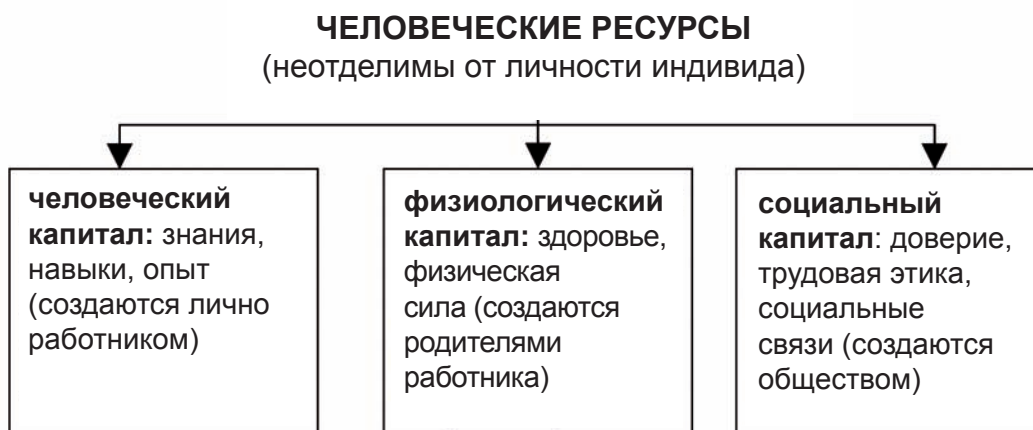 ЧЕЛОВЕЧЕСКИЕ РЕСУРСЫ
(неотделимы от личности индивида)
человеческий
капитал: знания,
навыки, опыт
(создаются лично
работником)
физиологический
капитал: здоровье,
физическая
сила (создаются
родителями
работника)
социальный
капитал: доверие,
трудовая этика,
социальные
связи (создаются
обществом)